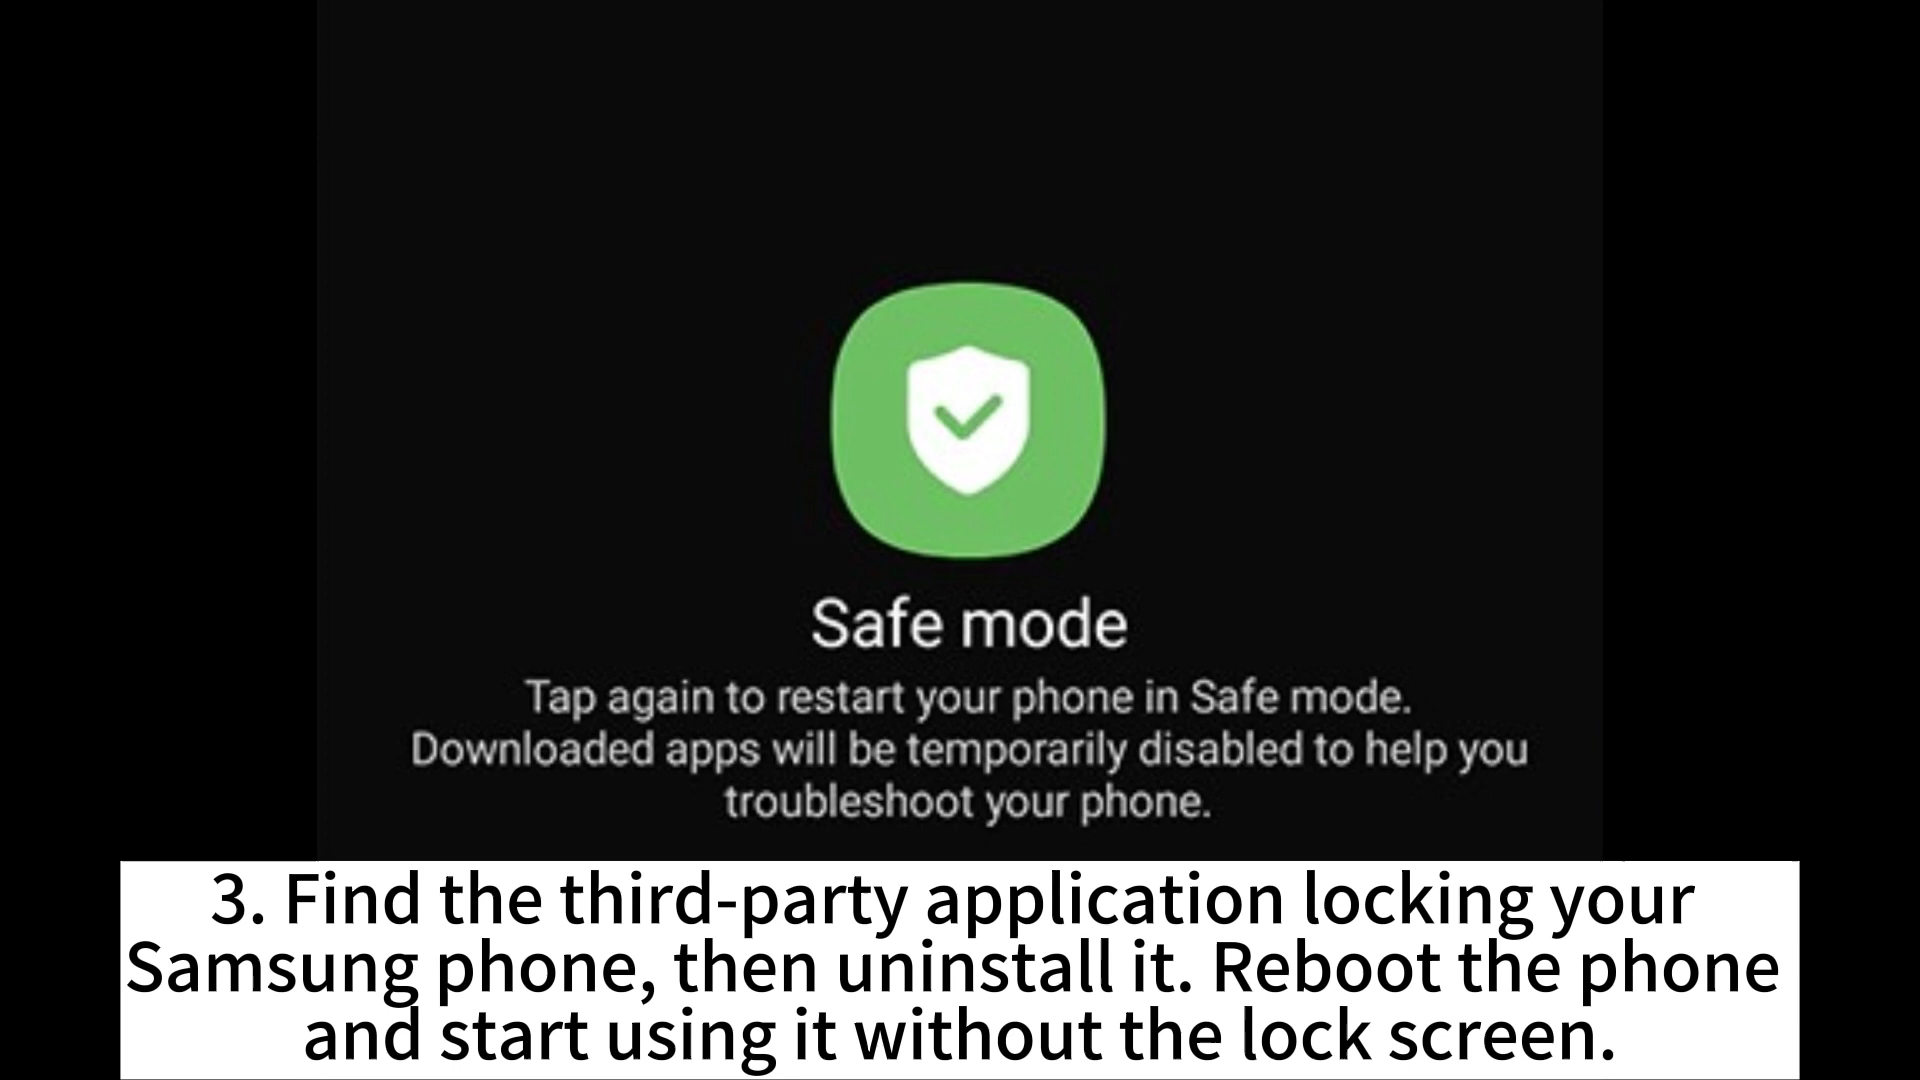 Safe mode
Tap again to restart your phone in Safe mode.
Downloaded apps will be temporarily disabled to help you
troubleshoot your phone.
3. Find the third-party application locking your
Samsung phone, then uninstall it. Reboot the phone
and start using it without the lock screen.